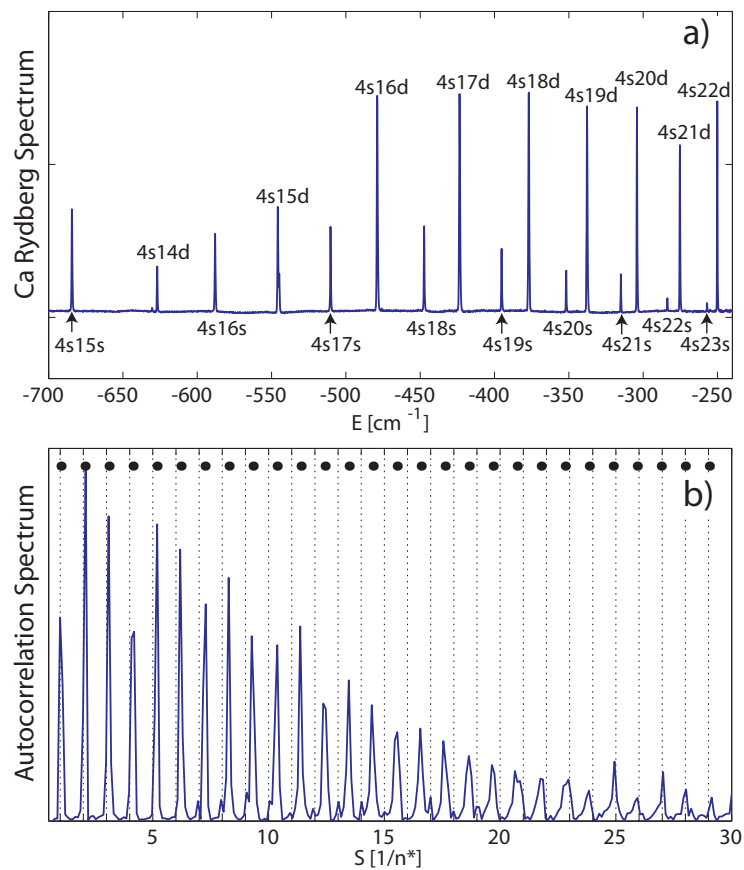 a)
Ca Rydberg Spectrum
4s16d 4s17d 4s18d 4s19d 4s20d 4s22d
4s21d
4s15d
4s14d
4s16s 4s18s 4s20s 4s22s
4s15s 4s17s 4s19s 4s21s 4s23s
-700 -650 -600 -550 -500 -450 -400 -350 -300 -250
E [cm -1]
b)
Autocorrelation Spectrum
5 10 15 20 25 30
S [1/n*]